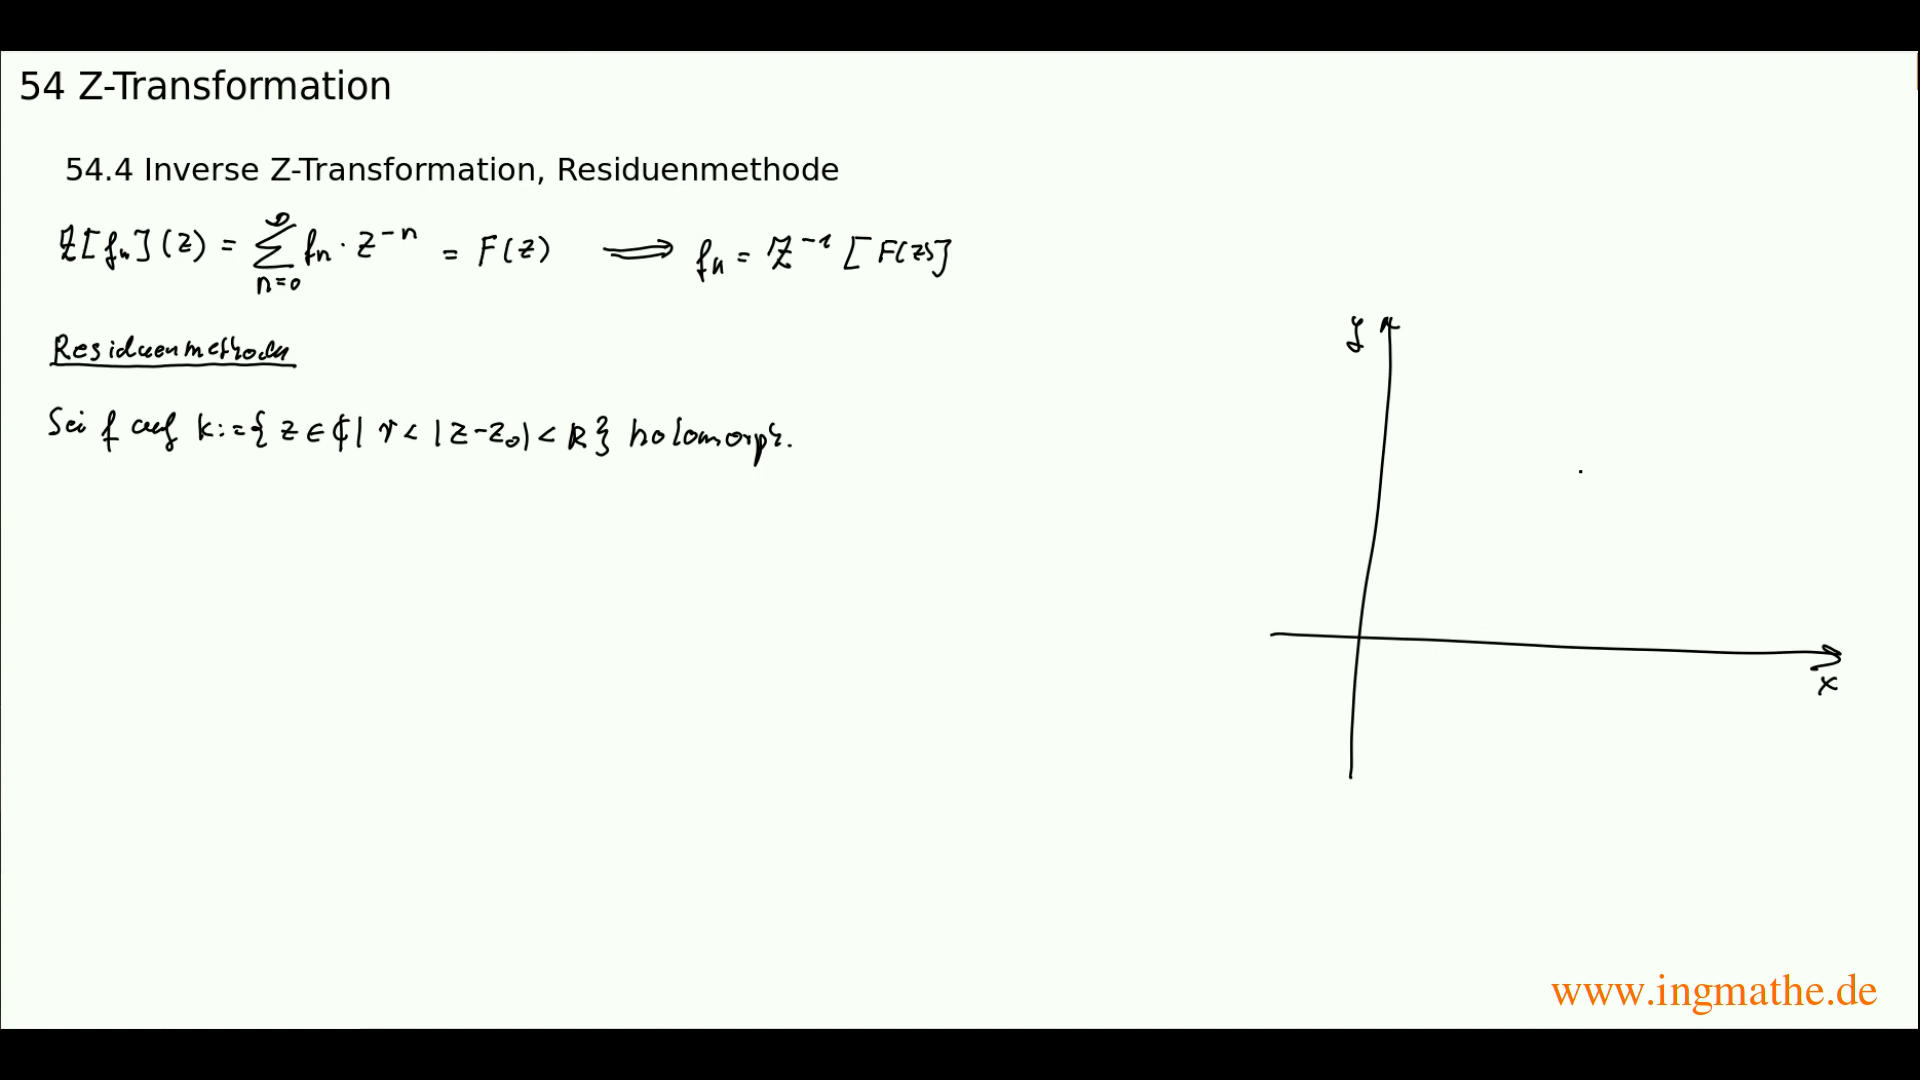 54 Z-Transformation
54.4 Inverse Z-Transformation, Residuenmethode
Z[fₙ](z) = ∑_{n=0}^{∞} fₙ · z⁻ⁿ = F(z) ⟹ fₙ = Z⁻¹[F(z)]
Residuenmethode
Sei f auf K := { z ∈ ℂ | r < |z-z₀| < R } holomorph.
y
x
www.ingmathe.de